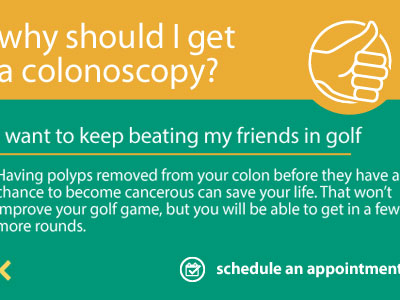 why should I get
a colonoscopy?
want to keep beating my friends in golf
Having polyps removed from your colon before they have a
chance to become cancerous can save your life. That won't
improve your golf game, but you will be able to get in a few
more rounds.
schedule an appointment